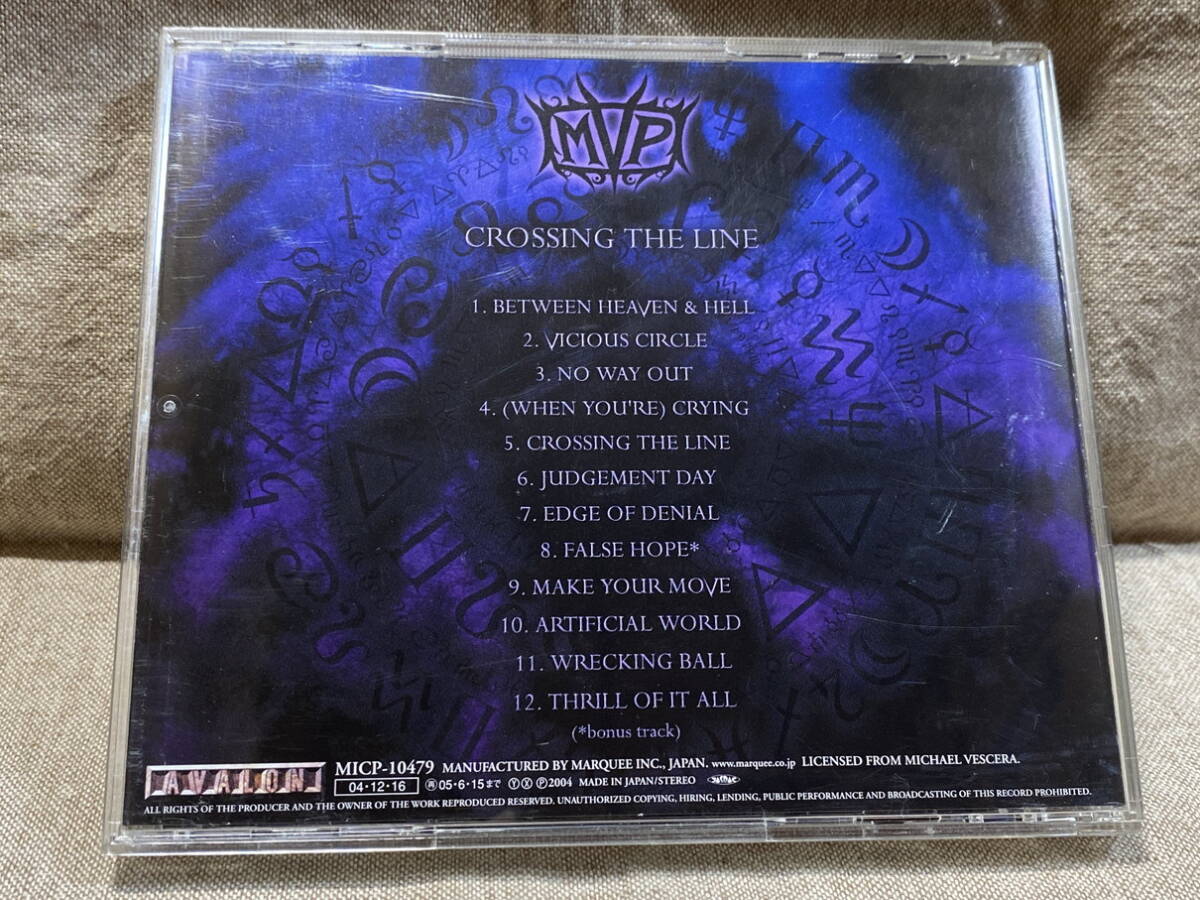 MVP
CROSSING THE LINE
1. BETWEEN HEAVEN & HELL
2. VICIOUS CIRCLE
3. NO WAY OUT
4. (WHEN YOU'RE) CRYING
5. CROSSING THE LINE
6. JUDGEMENT DAY
7. EDGE OF DENIAL
8. FALSE HOPE*
9. MAKE YOUR MOVE
10. ARTIFICIAL WORLD
11. WRECKING BALL
12. THRILL OF IT ALL
(*bonus track)
AVALON MICP-10479 MANUFACTURED BY MARQUEE INC., JAPAN. www.marquee.co.jp LICENSED FROM MICHAEL VESCERA.
04・12・16 ㊢05・6・15まで ⓎⓍⓅ2004 MADE IN JAPAN/STEREO
ALL RIGHTS OF THE PRODUCER AND THE OWNER OF THE WORK REPRODUCED RESERVED. UNAUTHORIZED COPYING, HIRING, LENDING, PUBLIC PERFORMANCE AND BROADCASTING OF THIS RECORD PROHIBITED.